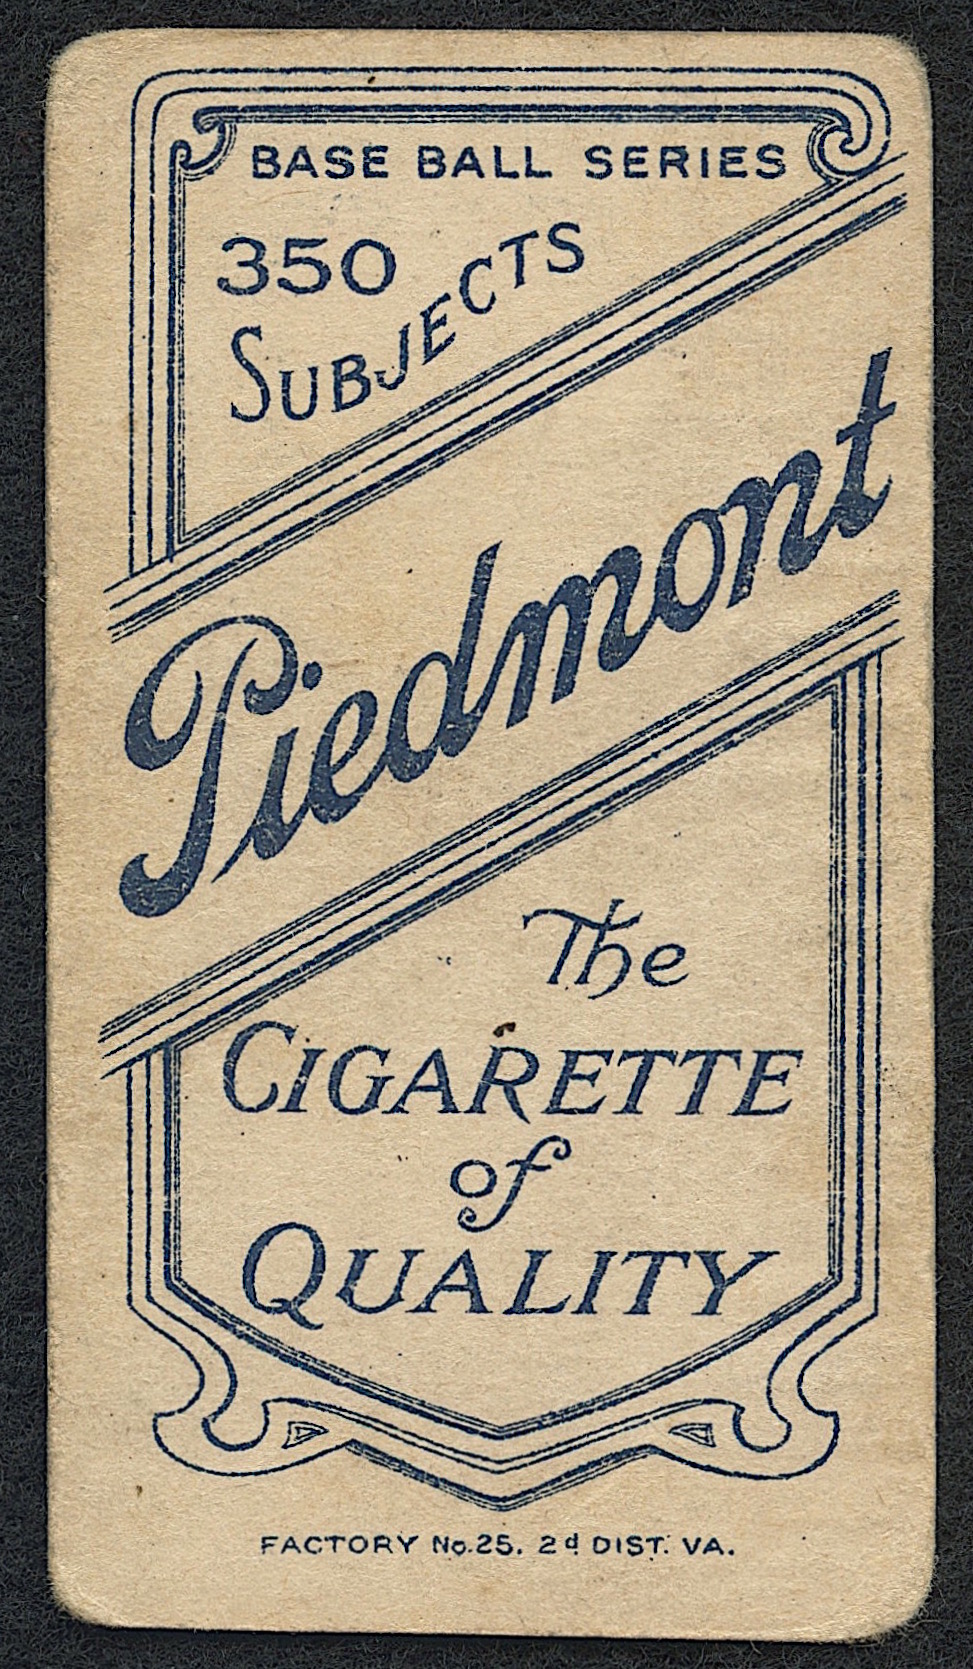 BASE BALL SERIES
350
SUBJECTS
Piedmont
The
CIGARETTE
of
QUALITY
FACTORY No. 25. 2d DIST. VA.